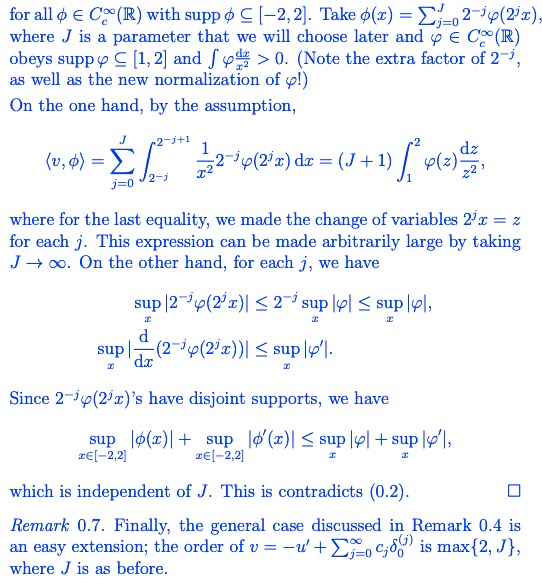 for all ϕ ∈ C_c^∞(ℝ) with supp ϕ ⊆ [−2, 2]. Take ϕ(x) = ∑_{j=0}^{J} 2^{−j}φ(2^j x),
where J is a parameter that we will choose later and φ ∈ C_c^∞(ℝ)
obeys supp φ ⊆ [1, 2] and ∫ φ dx/x² > 0. (Note the extra factor of 2^{−j},
as well as the new normalization of φ!)
On the one hand, by the assumption,
⟨v, ϕ⟩ = ∑_{j=0}^{J} ∫_{2^{−j}}^{2^{−j+1}} 1/x² 2^{−j}φ(2^j x) dx = (J + 1) ∫_1^2 φ(z) dz/z²,
where for the last equality, we made the change of variables 2^j x = z
for each j. This expression can be made arbitrarily large by taking
J → ∞. On the other hand, for each j, we have
sup_x |2^{−j}φ(2^j x)| ≤ 2^{−j} sup_x |φ| ≤ sup_x |φ|,
sup_x |d/dx (2^{−j}φ(2^j x))| ≤ sup_x |φ′|.
Since 2^{−j}φ(2^j x)'s have disjoint supports, we have
sup_{x∈[−2,2]} |ϕ(x)| + sup_{x∈[−2,2]} |ϕ′(x)| ≤ sup_x |φ| + sup_x |φ′|,
which is independent of J. This is contradicts (0.2). □
Remark 0.7. Finally, the general case discussed in Remark 0.4 is
an easy extension; the order of v = −u′ + ∑_{j=0}^{∞} c_j δ_0^{(j)} is max{2, J},
where J is as before.